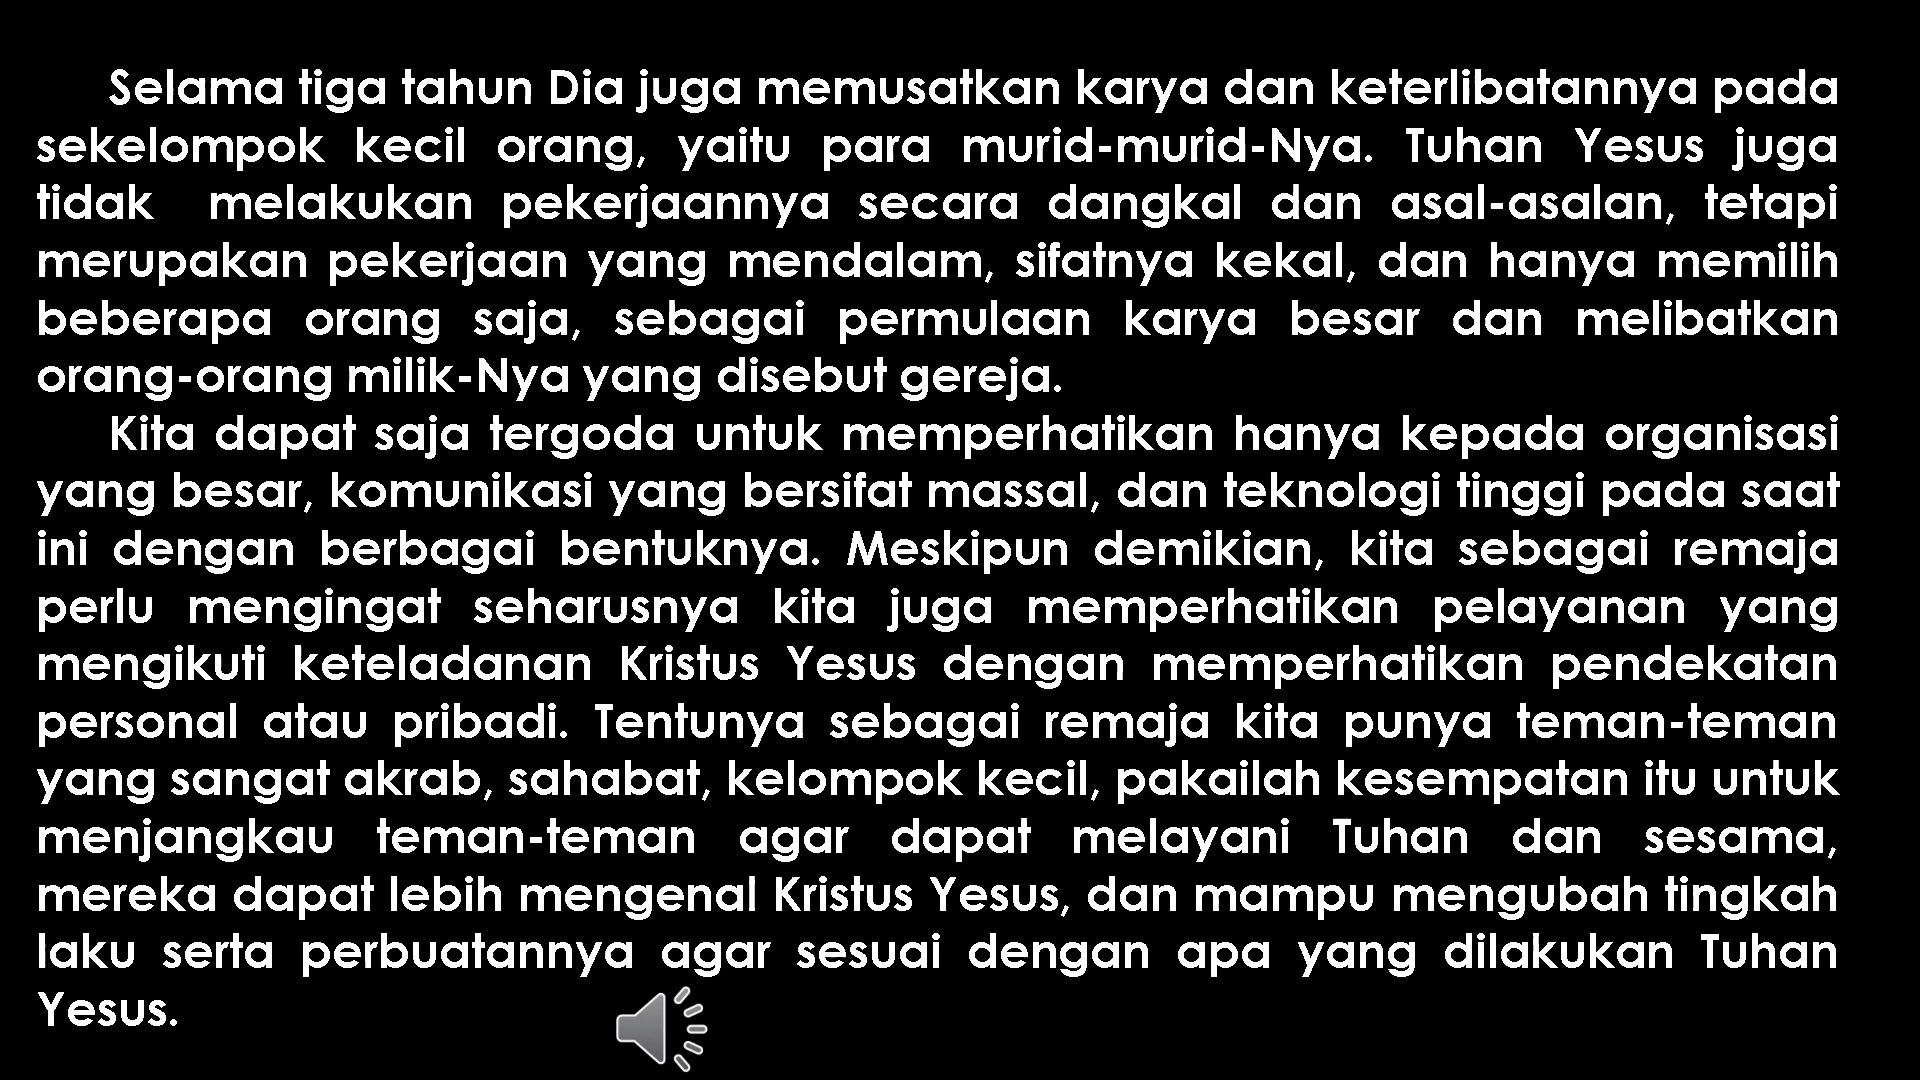 Selama tiga tahun Dia juga memusatkan karya dan keterlibatannya pada
sekelompok kecil orang, yaitu para murid-murid-Nya. Tuhan Yesus juga
tidak melakukan pekerjaannya secara dangkal dan asal-asalan, tetapi
merupakan pekerjaan yang mendalam, sifatnya kekal, dan hanya memilih
beberapa orang saja, sebagai permulaan karya besar dan melibatkan
orang-orang milik-Nya yang disebut gereja.
Kita dapat saja tergoda untuk memperhatikan hanya kepada organisasi
yang besar, komunikasi yang bersifat massal, dan teknologi tinggi pada saat
ini dengan berbagai bentuknya. Meskipun demikian, kita sebagai remaja
perlu mengingat seharusnya kita juga memperhatikan pelayanan yang
mengikuti keteladanan Kristus Yesus dengan memperhatikan pendekatan
personal atau pribadi. Tentunya sebagai remaja kita punya teman-teman
yang sangat akrab, sahabat, kelompok kecil, pakailah kesempatan itu untuk
menjangkau teman-teman agar dapat melayani Tuhan dan sesama,
mereka dapat lebih mengenal Kristus Yesus, dan mampu mengubah tingkah
laku serta perbuatannya agar sesuai dengan apa yang dilakukan Tuhan
Yesus.